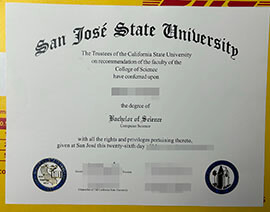 San José State University
The Trustees of the California State University
on recommendation of the faculty of the
College of Science
have conferred upon
the degree of
Bachelor of Science
Computer Science
with all the rights and privileges pertaining thereto,
given at San José this twenty-sixth day